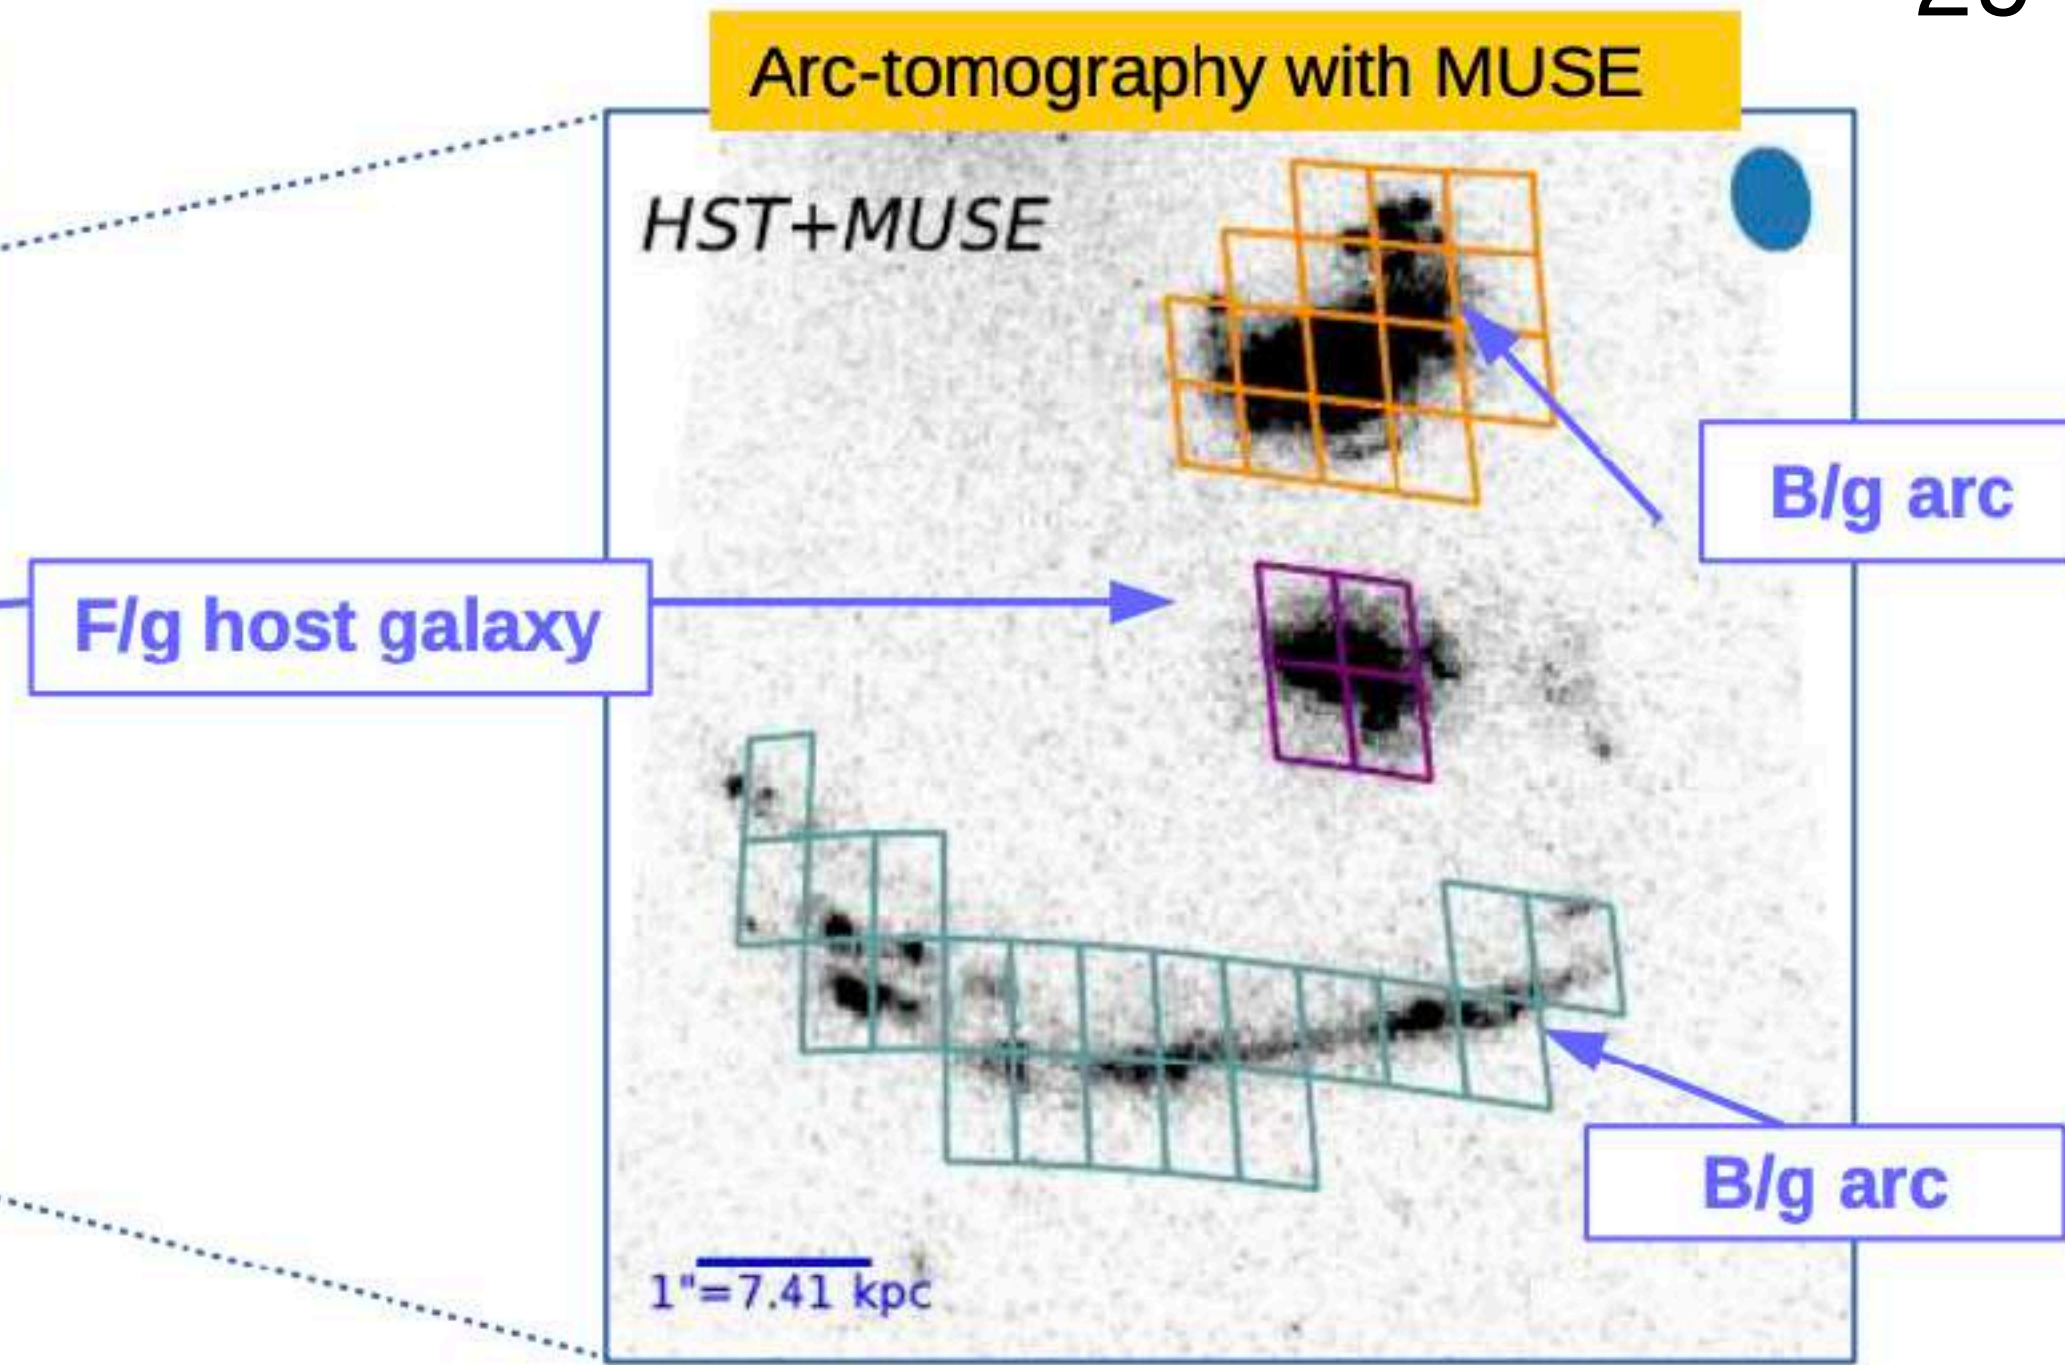 Arc-tomography with MUSE
HST+MUSE
B/g arc
F/g host galaxy
B/g arc
1"=7.41 kpc